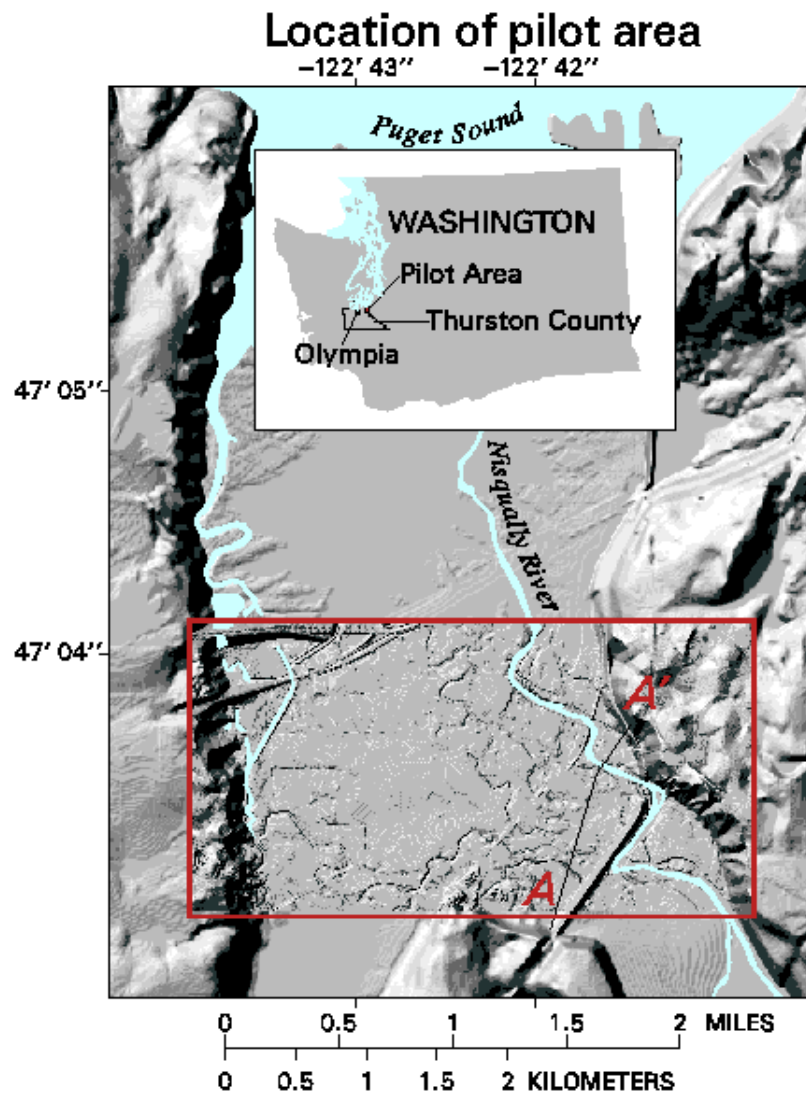 Location of pilot area
−122′ 43″ −122′ 42″
Puget Sound
WASHINGTON
Pilot Area
Thurston County
Olympia
47′ 05″
Nisqually River
47′ 04″
A′
A
0 0.5 1 1.5 2 MILES
0 0.5 1 1.5 2 KILOMETERS